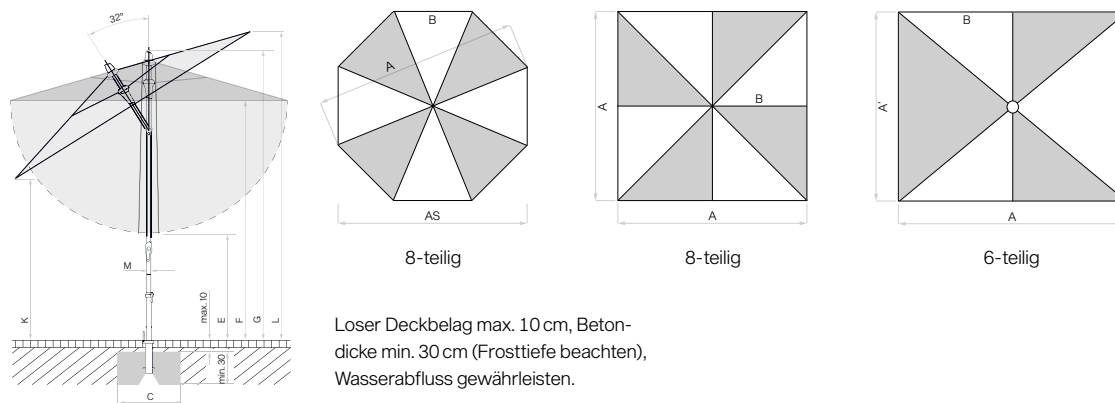 32°
K
M
max. 10
E
F
G
L
min. 30
C
B
A
AS
8-teilig
A
B
A
8-teilig
B
A'
A
6-teilig
Loser Deckbelag max. 10 cm, Beton-
dicke min. 30 cm (Frosttiefe beachten),
Wasserabfluss gewährleisten.